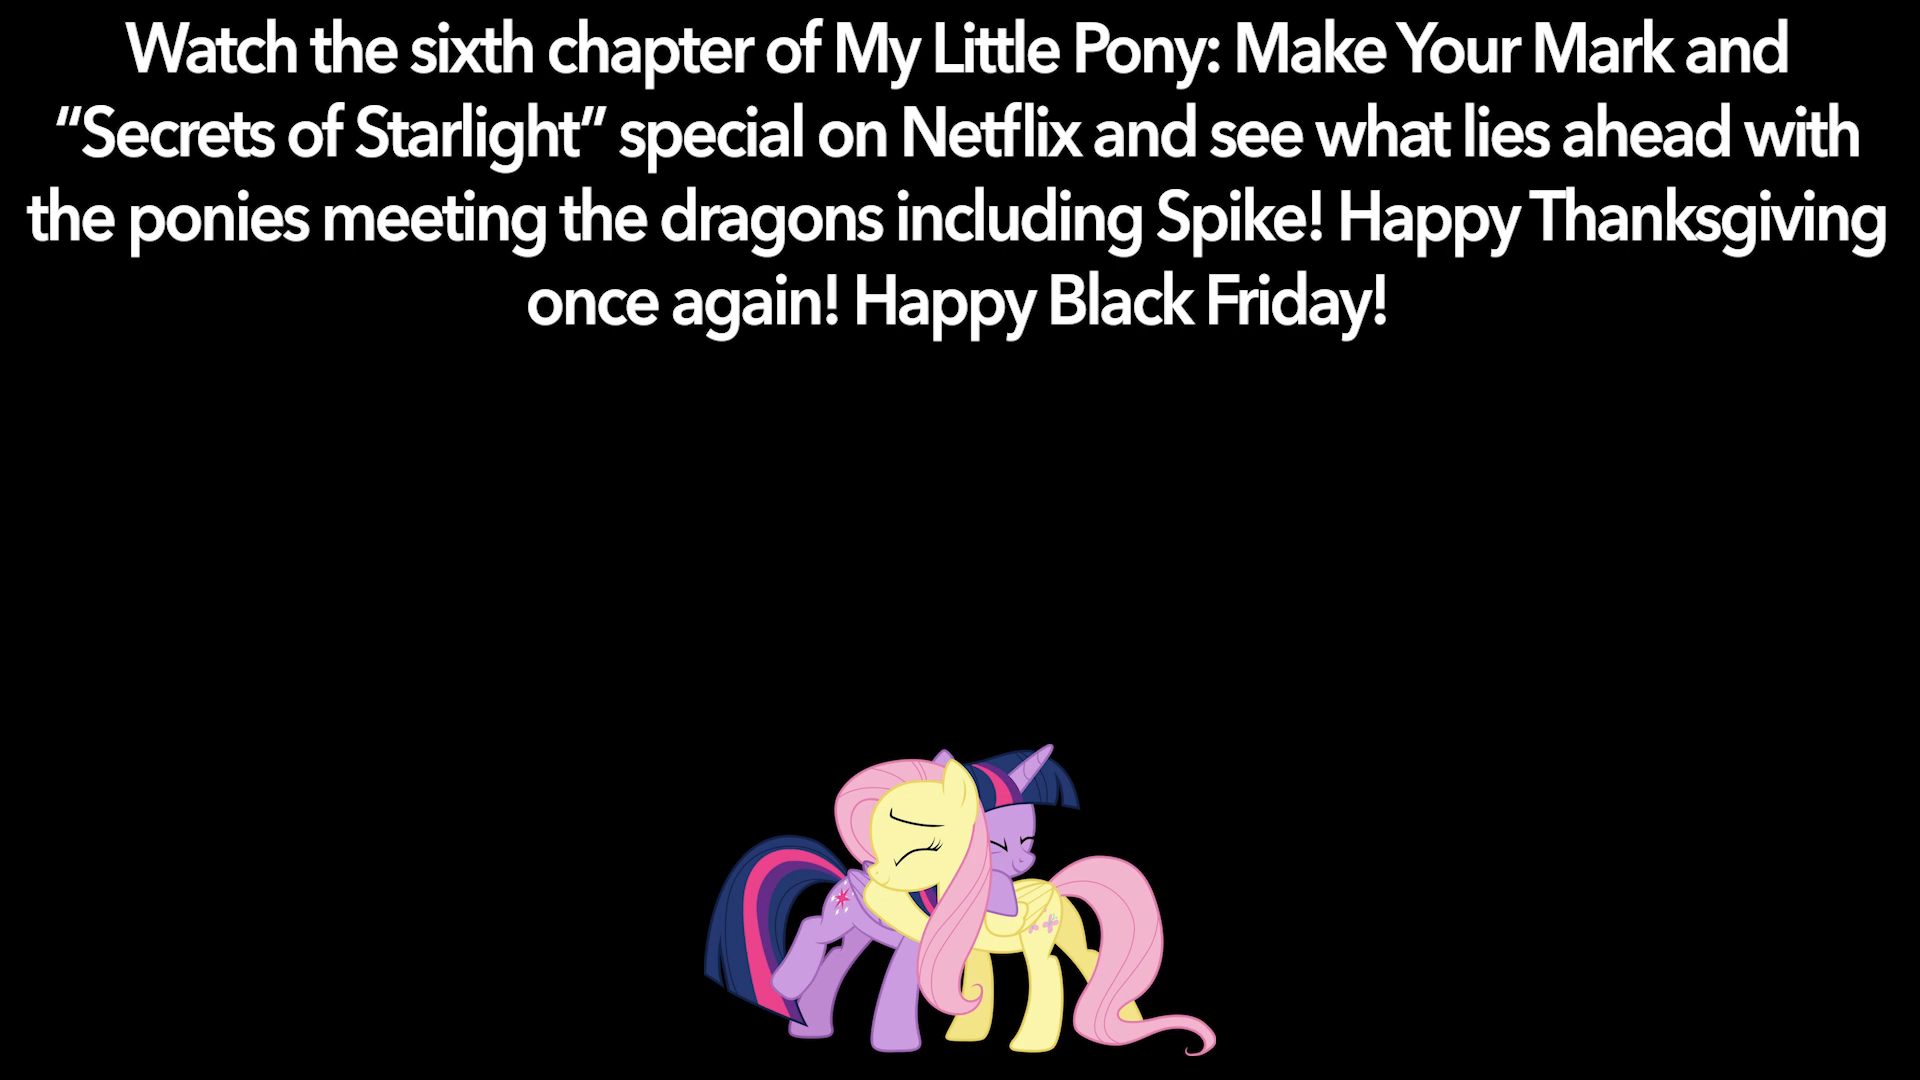 Watch the sixth chapter of My Little Pony: Make Your Mark and
“Secrets of Starlight” special on Netflix and see what lies ahead with
the ponies meeting the dragons including Spike! Happy Thanksgiving
once again! Happy Black Friday!